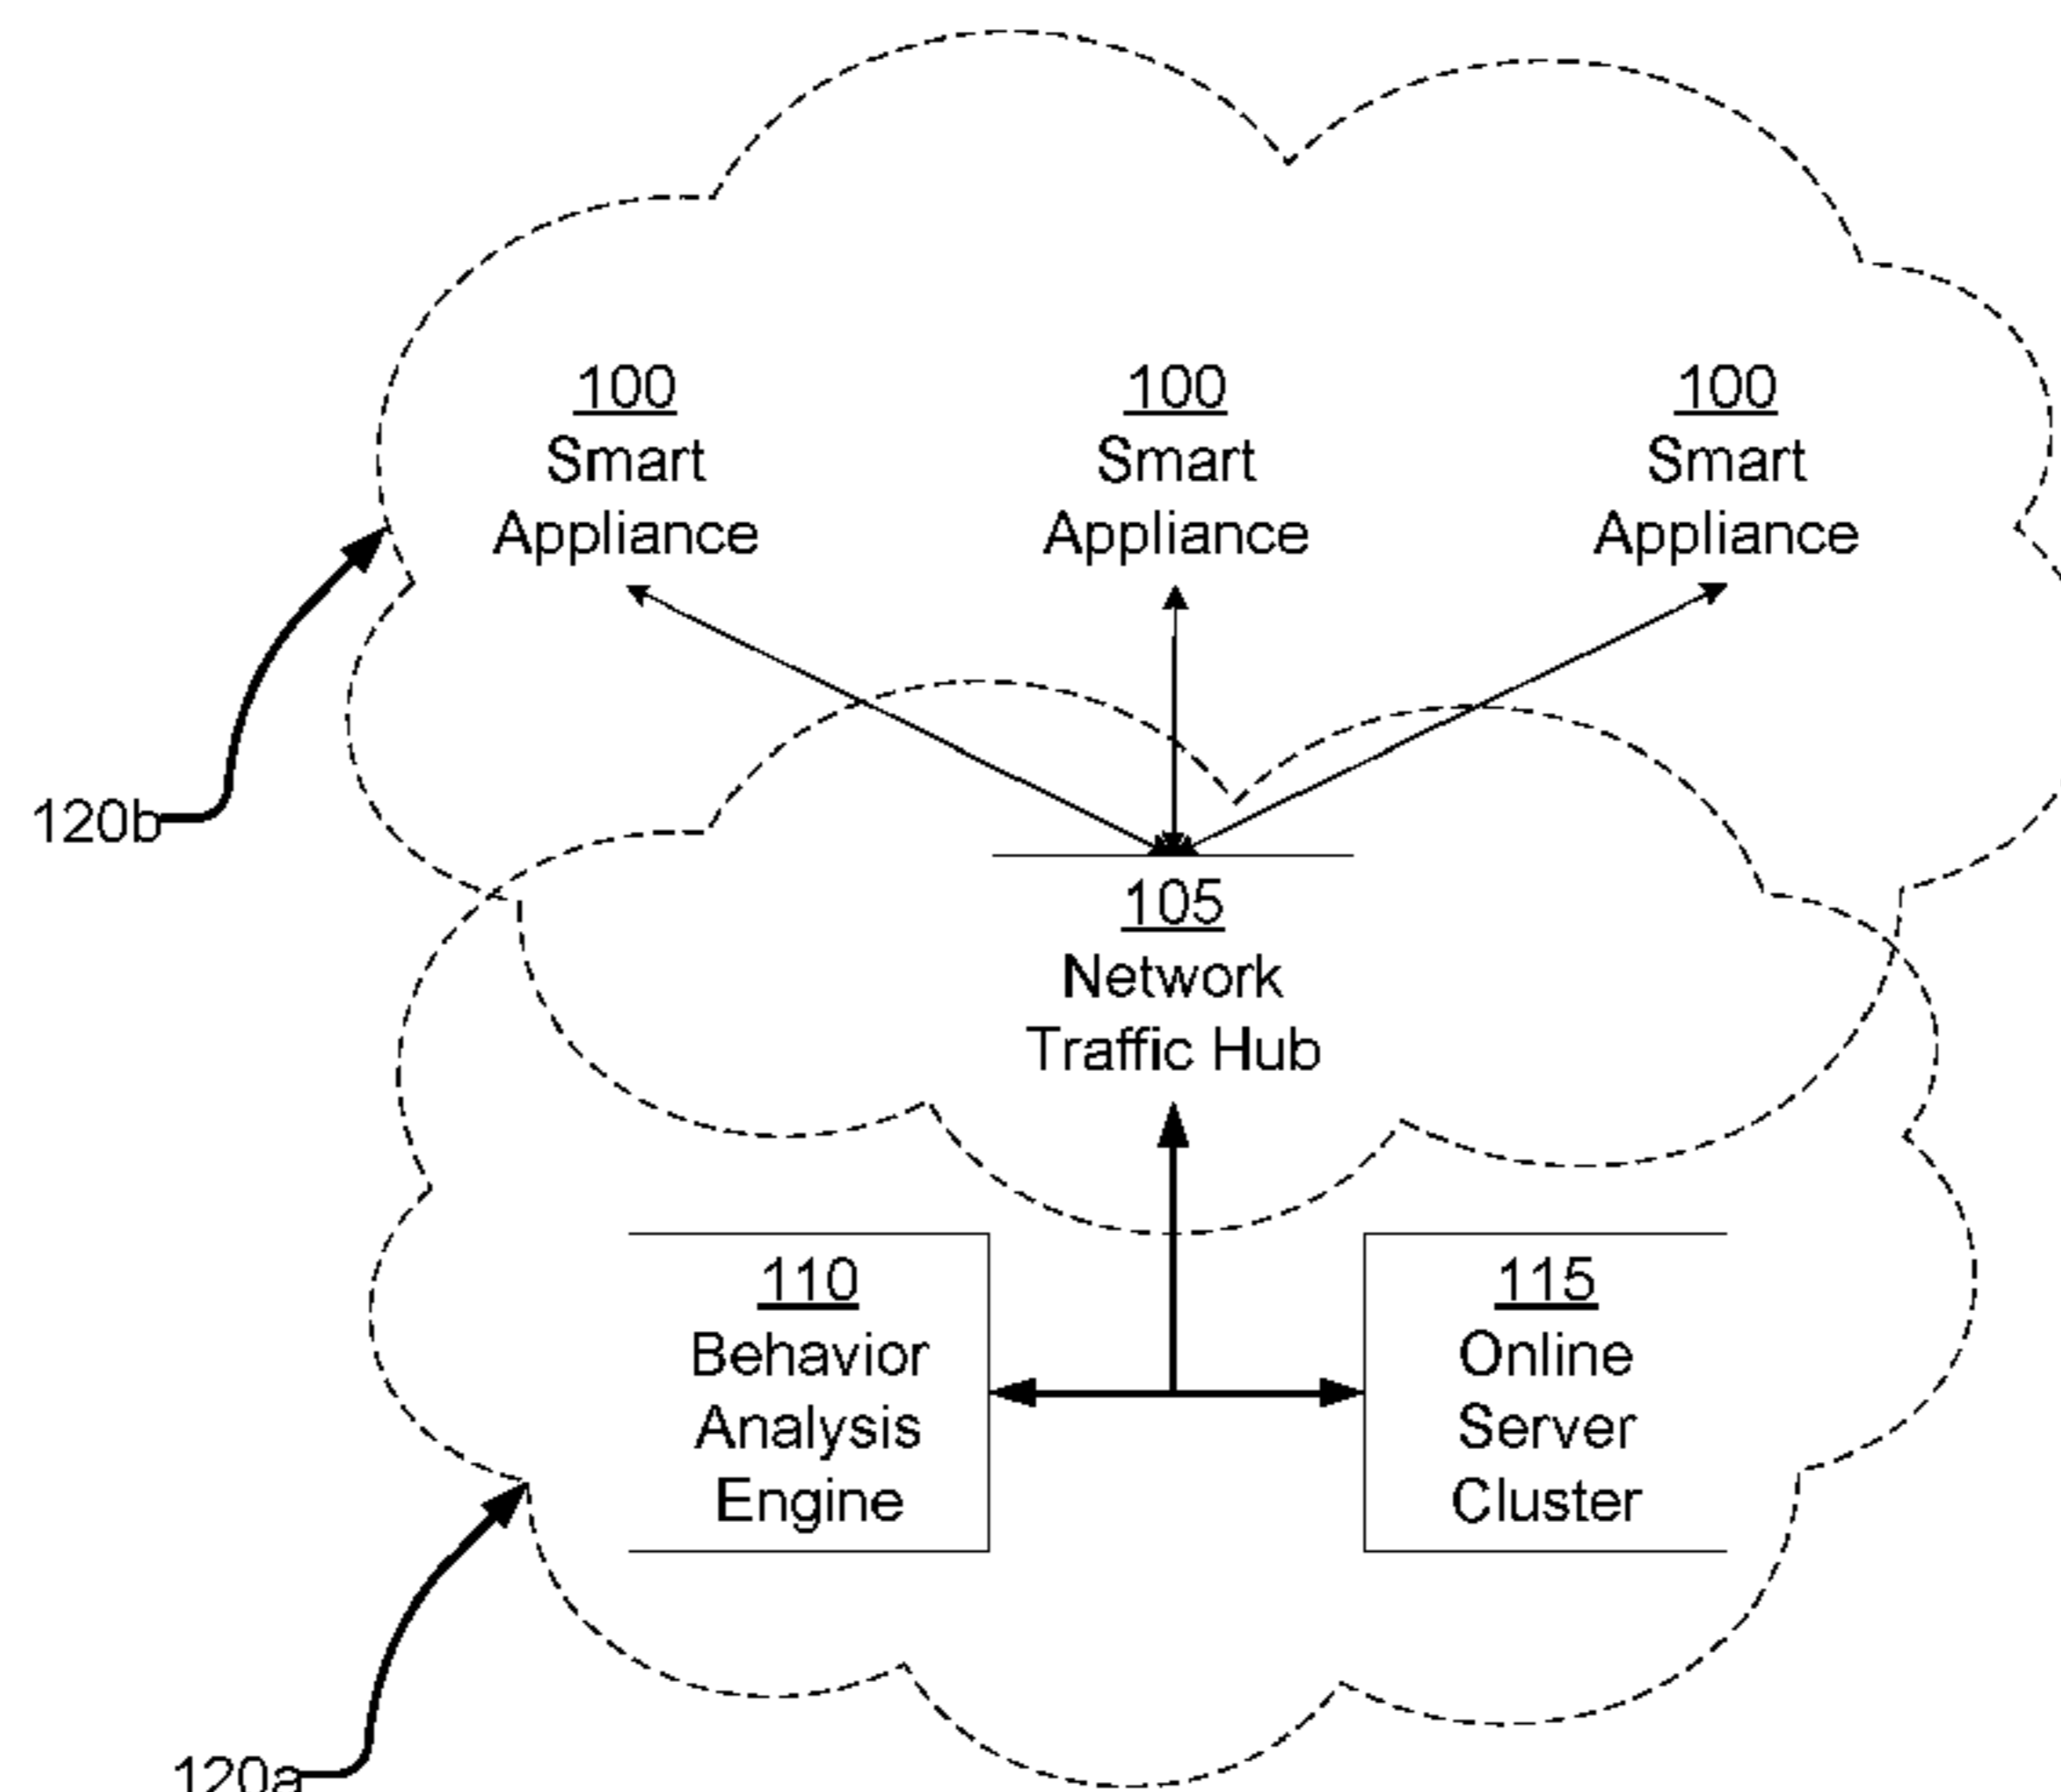 100
Smart
Appliance
100
Smart
Appliance
100
Smart
Appliance
120b
105
Network
Traffic Hub
110
Behavior
Analysis
Engine
115
Online
Server
Cluster
120a